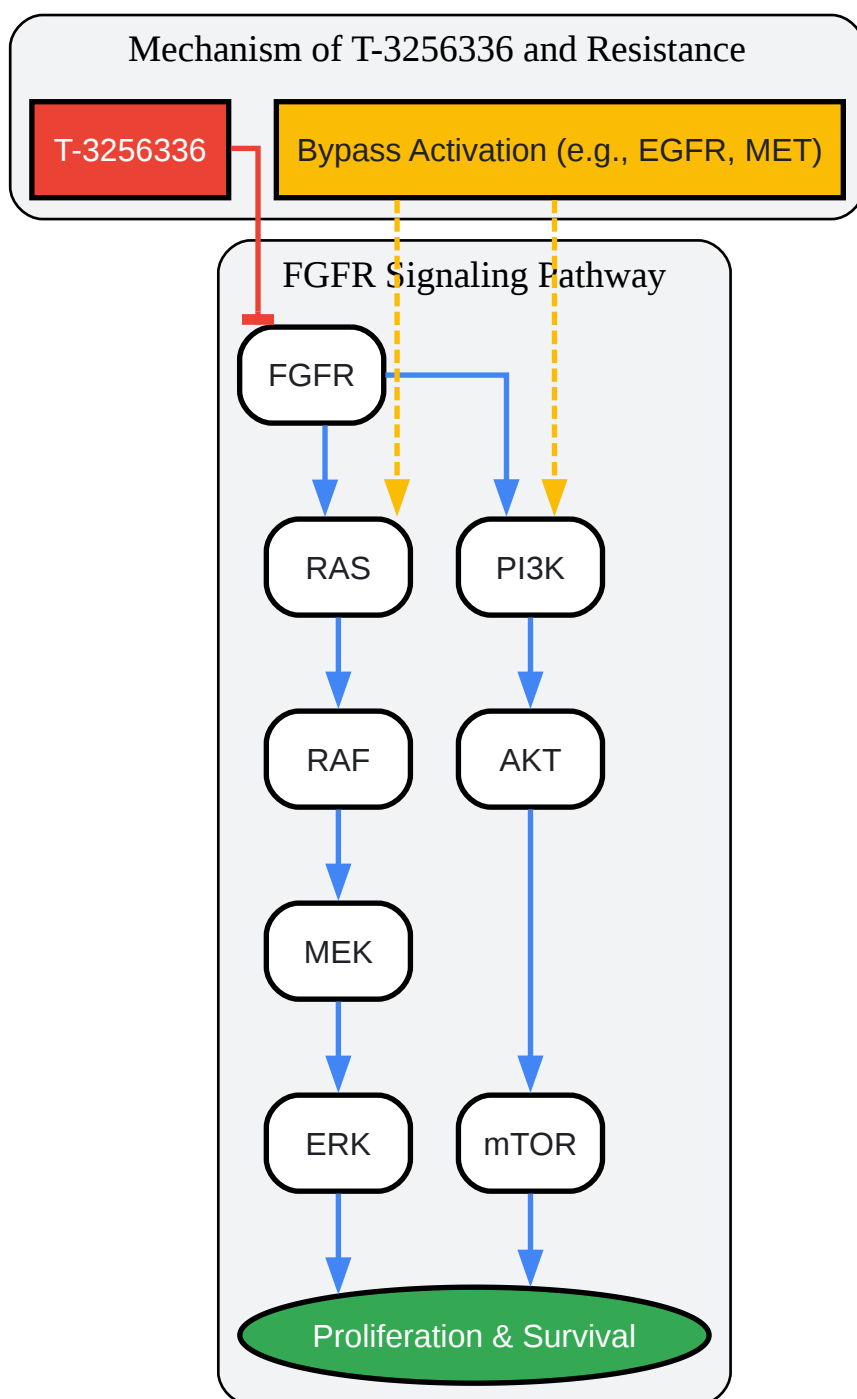 Mechanism of T-3256336 and Resistance
T-3256336
Bypass Activation (e.g., EGFR, MET)
FGFR Signaling Pathway
FGFR
RAS
PI3K
RAF
AKT
MEK
ERK
mTOR
Proliferation & Survival